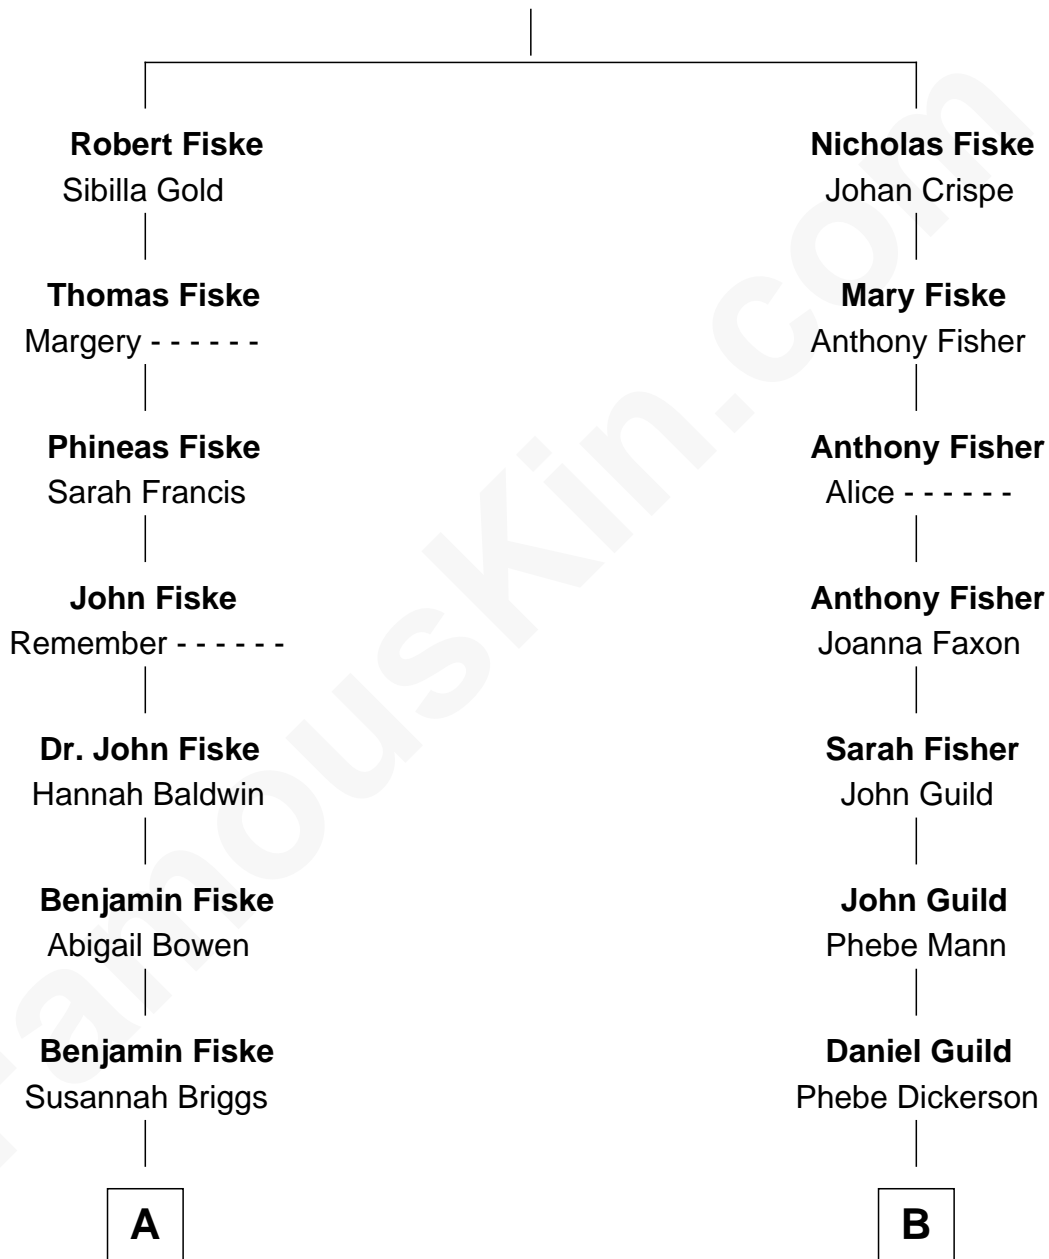 Robert Fiske
Sibilla Gold
Thomas Fiske
Margery - - - - - -
Phineas Fiske
Sarah Francis
John Fiske
Remember - - - - - -
Dr. John Fiske
Hannah Baldwin
Benjamin Fiske
Abigail Bowen
Benjamin Fiske
Susannah Briggs
A
Nicholas Fiske
Johan Crispe
Mary Fiske
Anthony Fisher
Anthony Fisher
Alice - - - - - -
Anthony Fisher
Joanna Faxon
Sarah Fisher
John Guild
John Guild
Phebe Mann
Daniel Guild
Phebe Dickerson
B
FamousKin.com